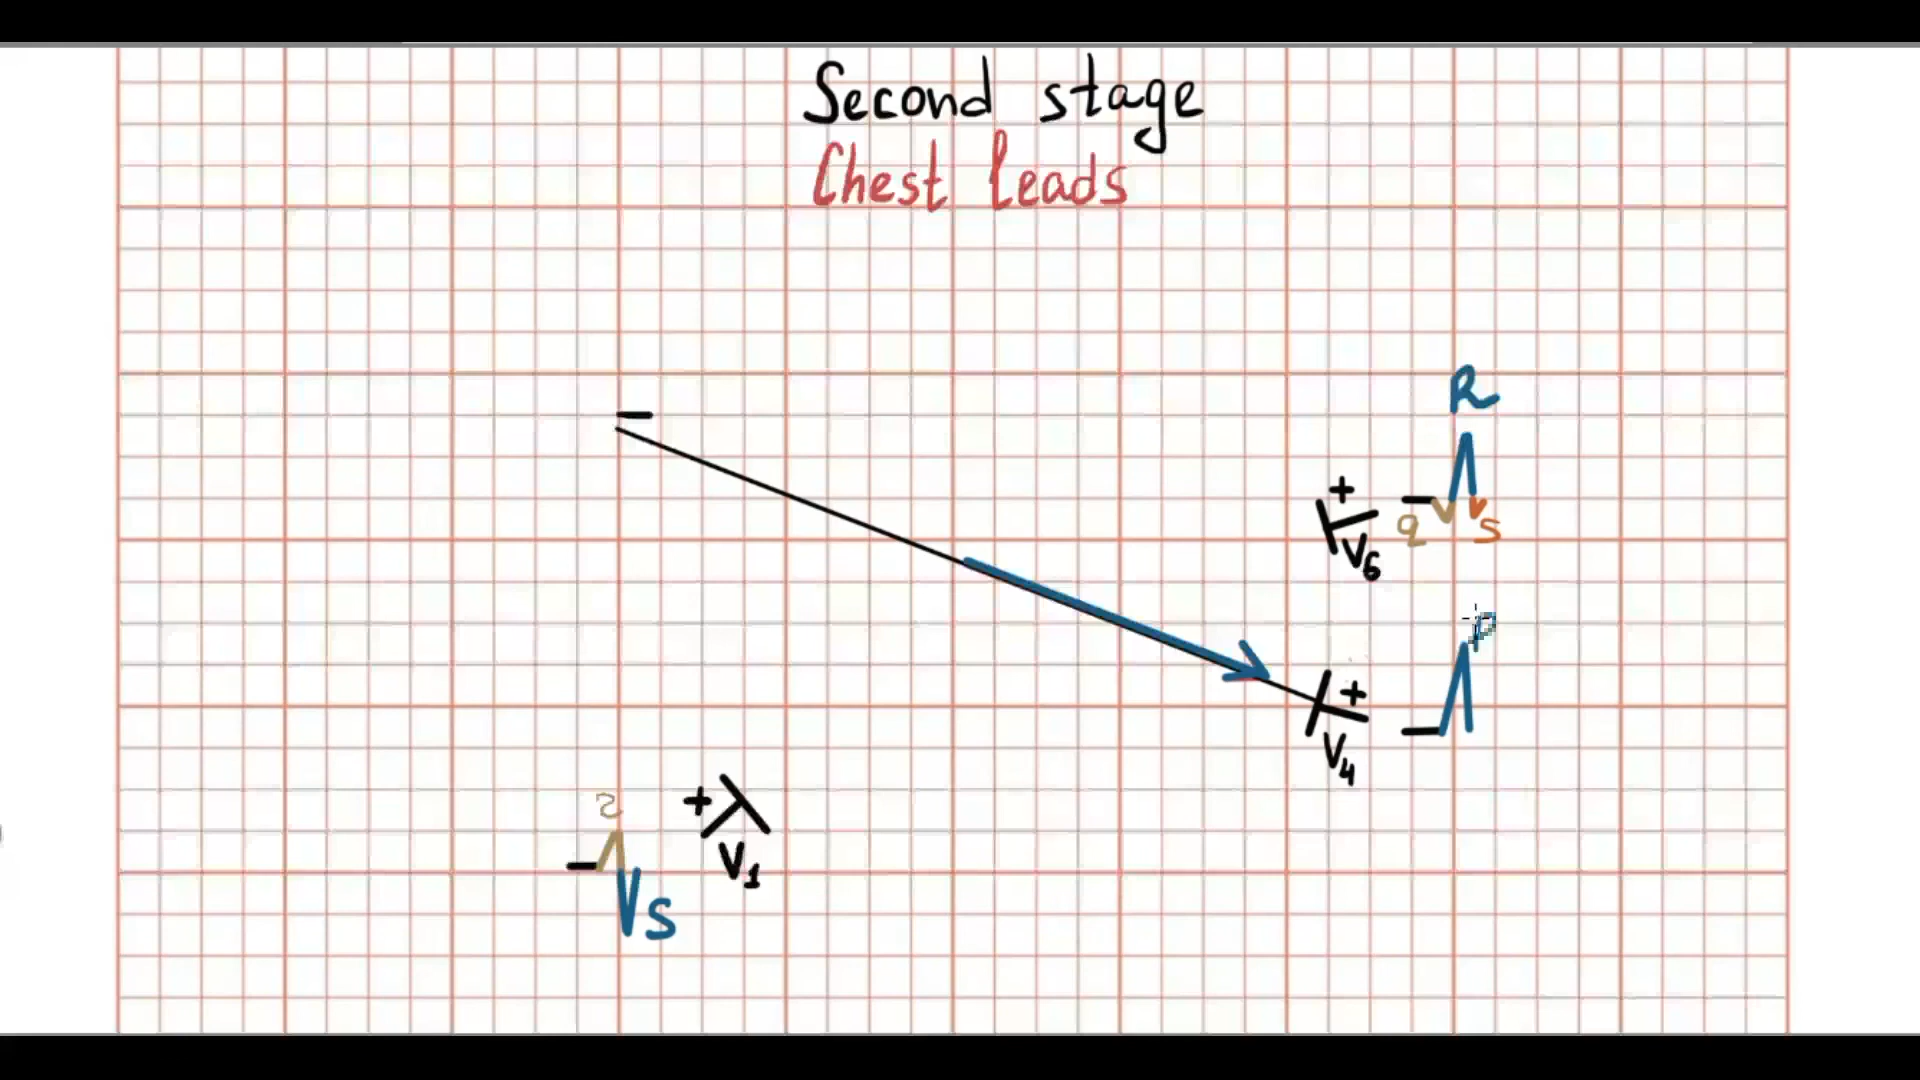 Second stage
Chest leads
−
R
+
−
q
s
V6
+
−
V4
+
−
V1
S